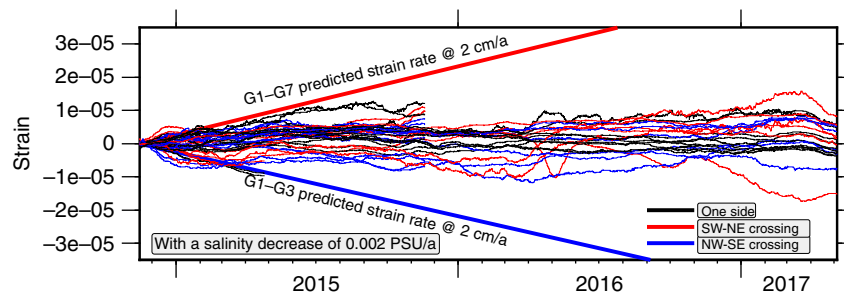 3e−05
2e−05
1e−05
0
−1e−05
−2e−05
−3e−05
Strain
G1−G7 predicted strain rate @ 2 cm/a
G1−G3 predicted strain rate @ 2 cm/a
With a salinity decrease of 0.002 PSU/a
One side
SW-NE crossing
NW-SE crossing
2015
2016
2017